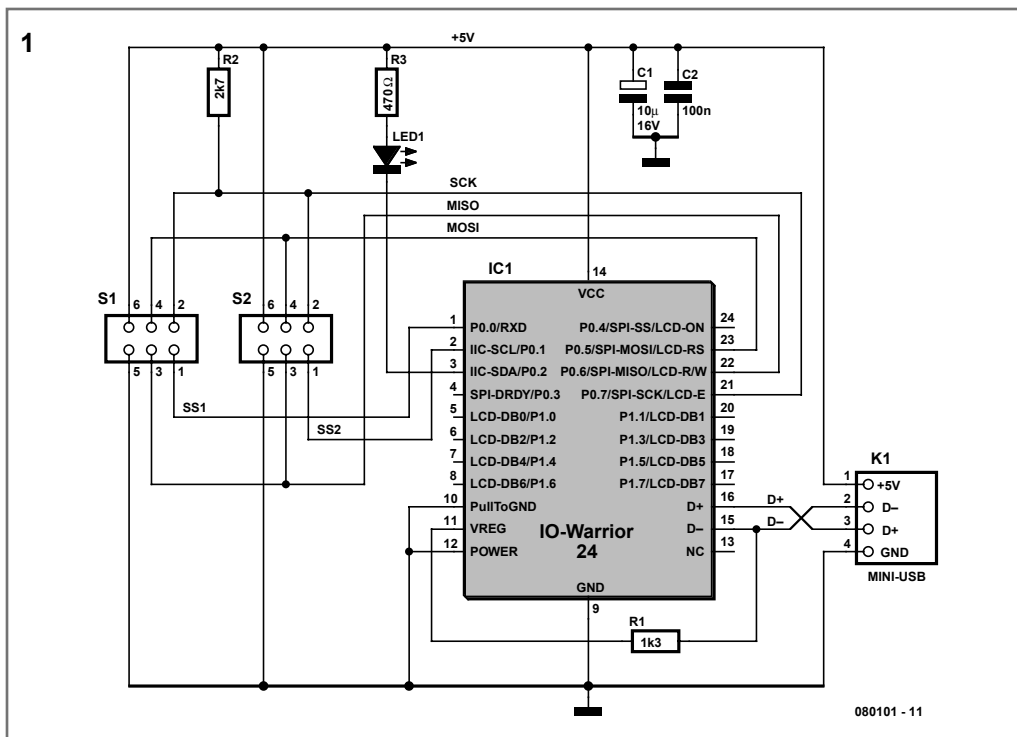 1
+5V
R2
2k7
R3
470Ω
LED1
C1
10µ
16V
C2
100n
SCK
MISO
MOSI
S1
6 4 2
5 3 1
S2
6 4 2
5 3 1
SS1
SS2
IC1
14
VCC
1 P0.0/RXD
2 IIC-SCL/P0.1
3 IIC-SDA/P0.2
4 SPI-DRDY/P0.3
5 LCD-DB0/P1.0
6 LCD-DB2/P1.2
7 LCD-DB4/P1.4
8 LCD-DB6/P1.6
10 PullToGND
11 VREG
12 POWER
P0.4/SPI-SS/LCD-ON 24
P0.5/SPI-MOSI/LCD-RS 23
P0.6/SPI-MISO/LCD-R/W 22
P0.7/SPI-SCK/LCD-E 21
P1.1/LCD-DB1 20
P1.3/LCD-DB3 19
P1.5/LCD-DB5 18
P1.7/LCD-DB7 17
D+ 16
D– 15
NC 13
IO-Warrior
24
GND
9
D+
D–
K1
1 +5V
2 D–
3 D+
4 GND
MINI-USB
R1
1k3
080101 - 11